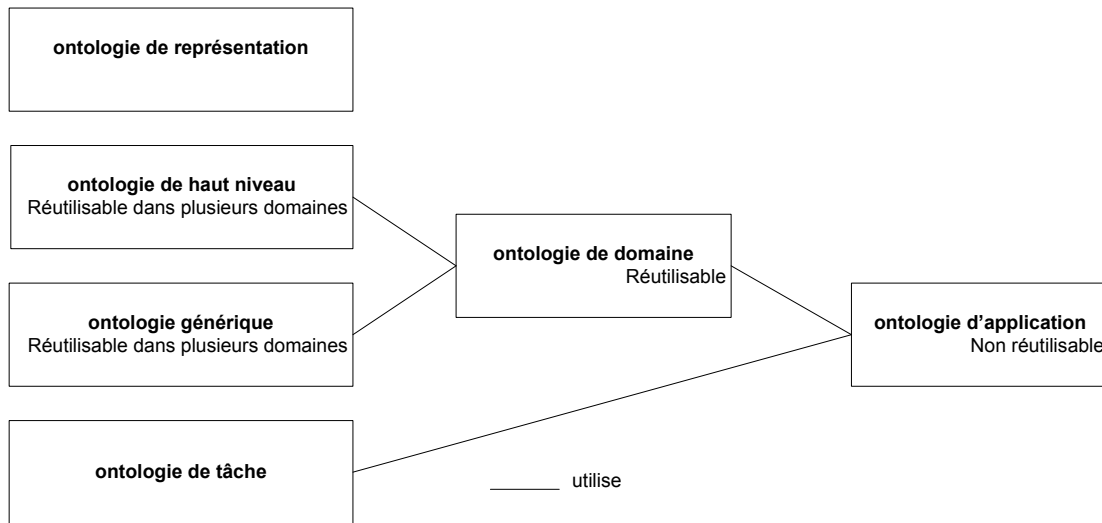 ontologie de représentation
ontologie de haut niveau
Réutilisable dans plusieurs domaines
ontologie générique
Réutilisable dans plusieurs domaines
ontologie de tâche
ontologie de domaine
Réutilisable
ontologie d’application
Non réutilisable
utilise